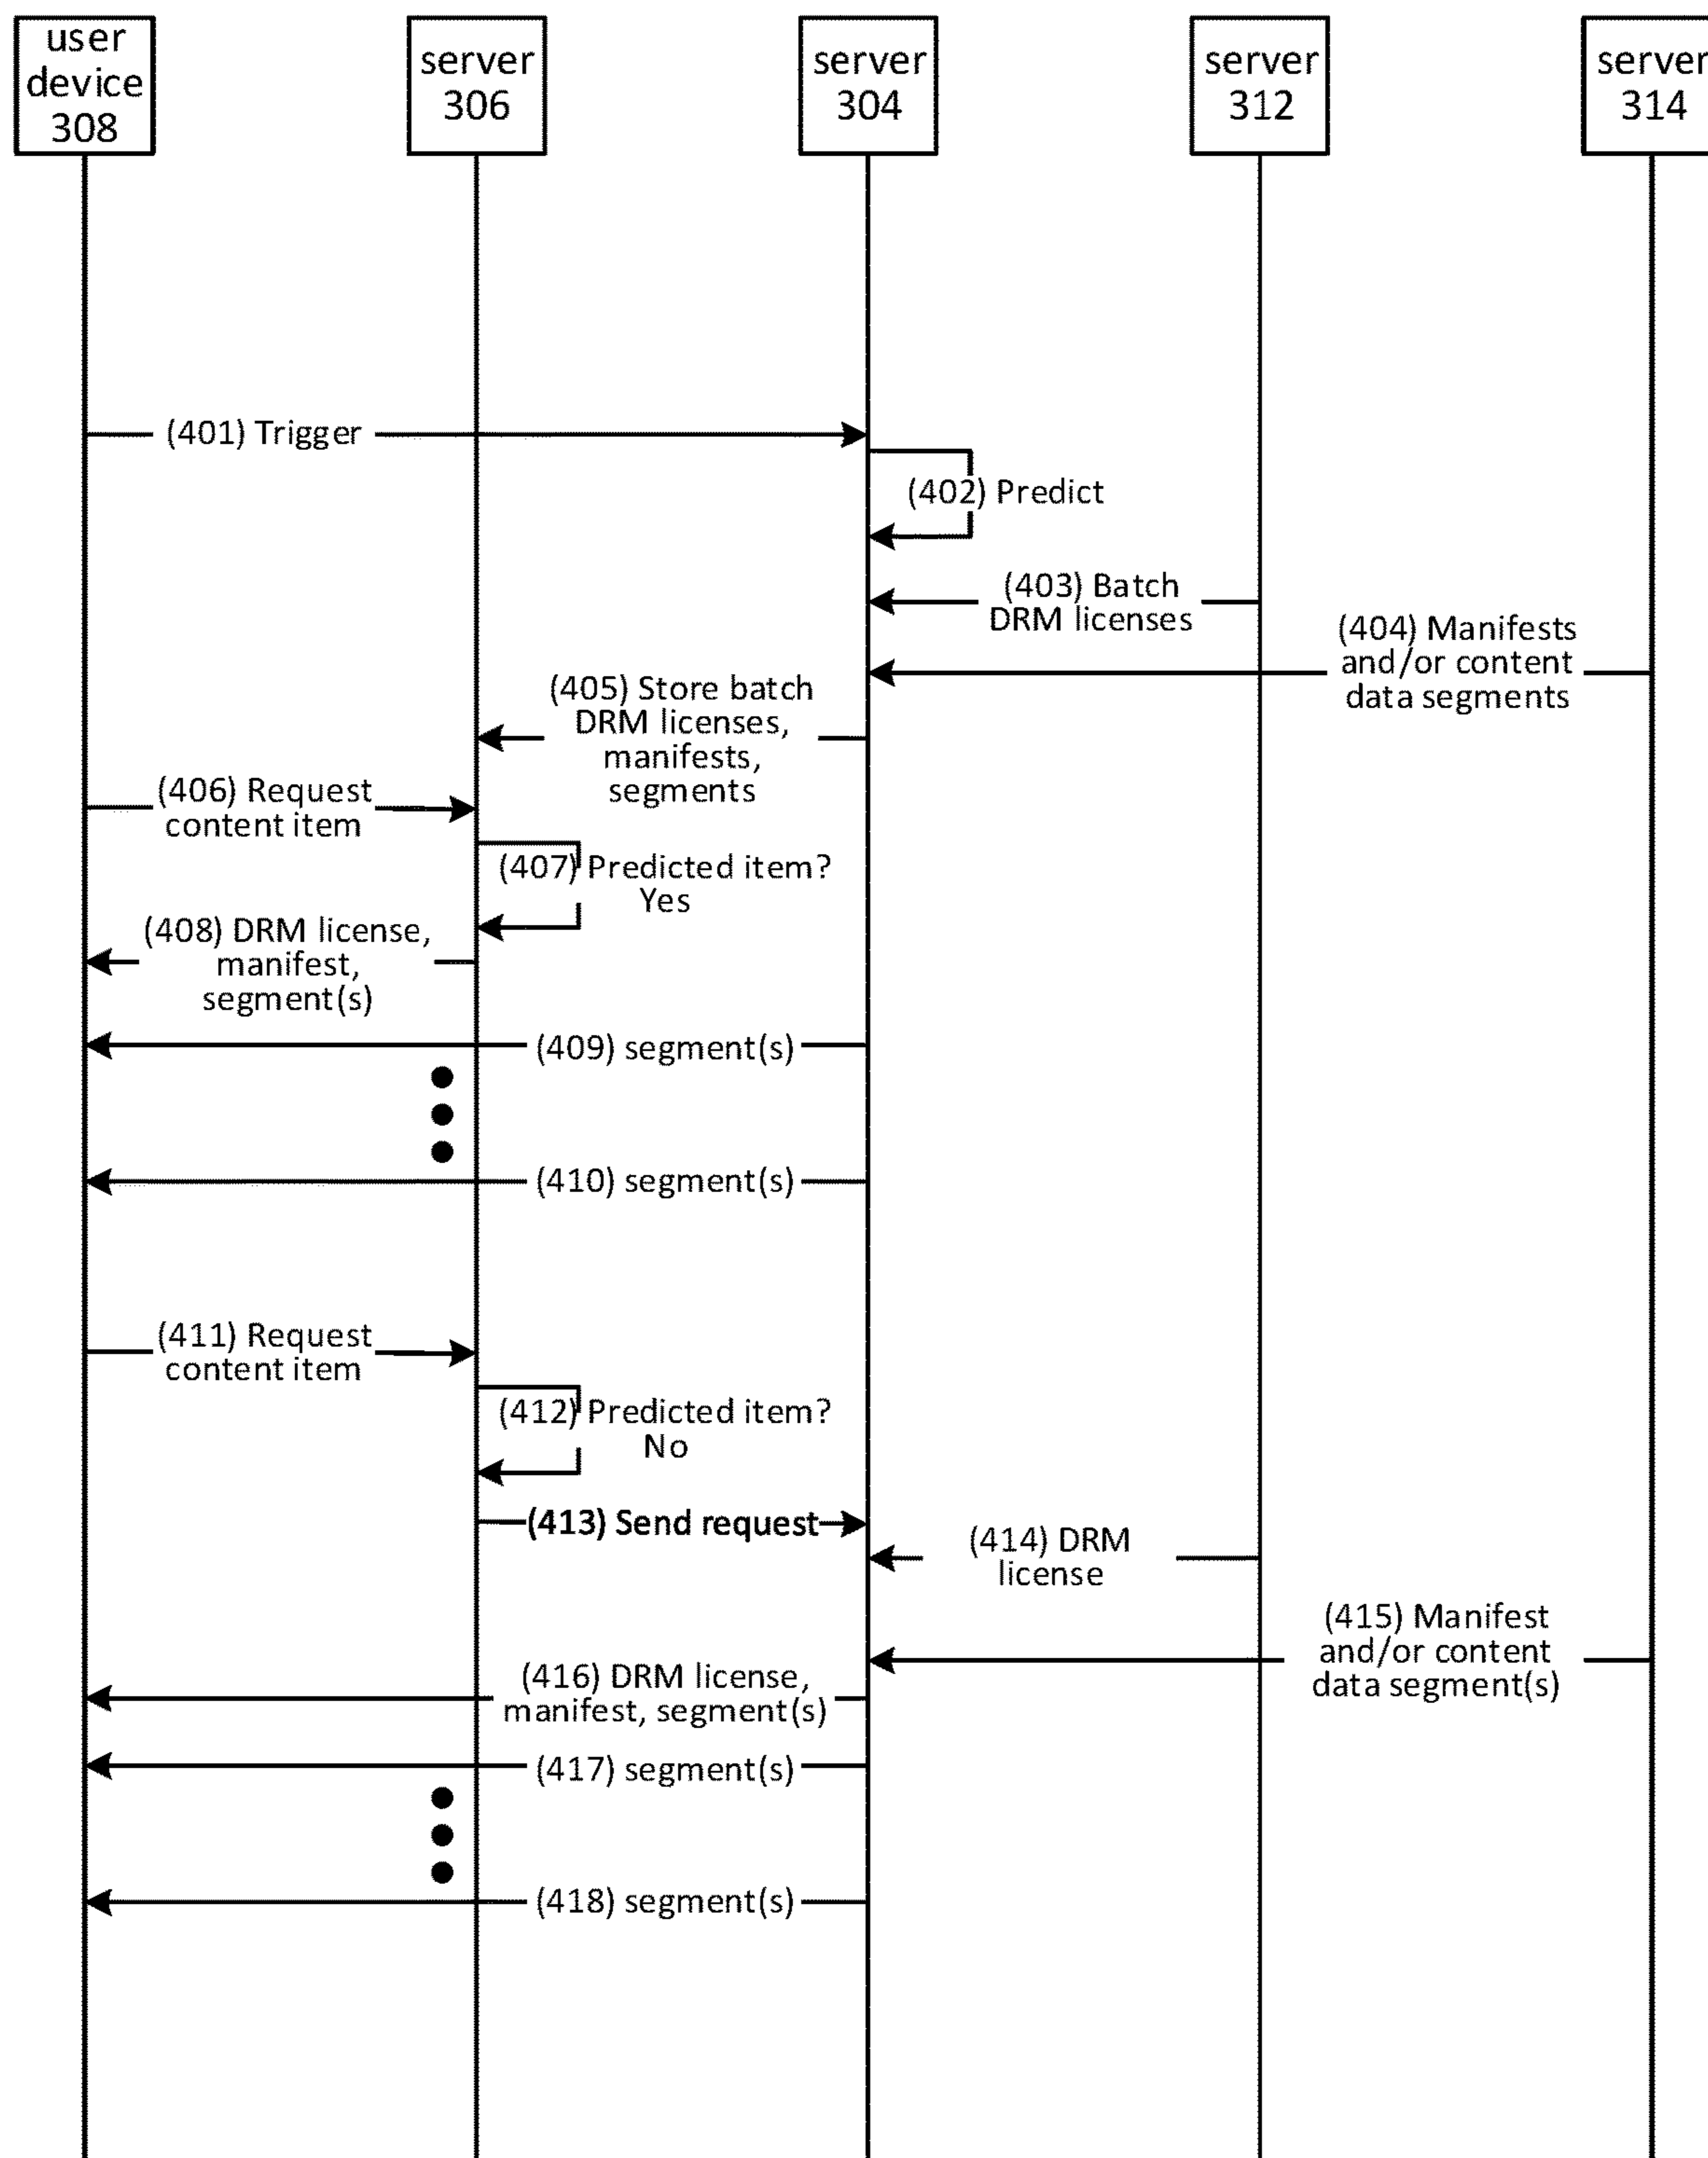 user
device
308
server
306
server
304
server
312
server
314
(401) Trigger
(402) Predict
(403) Batch
DRM licenses
(404) Manifests
and/or content
data segments
(405) Store batch
DRM licenses,
manifests,
segments
(406) Request
content item
(407) Predicted item?
Yes
(408) DRM license,
manifest,
segment(s)
(409) segment(s)
(410) segment(s)
(411) Request
content item
(412) Predicted item?
No
(413) Send request
(414) DRM
license
(415) Manifest
and/or content
data segment(s)
(416) DRM license,
manifest, segment(s)
(417) segment(s)
(418) segment(s)